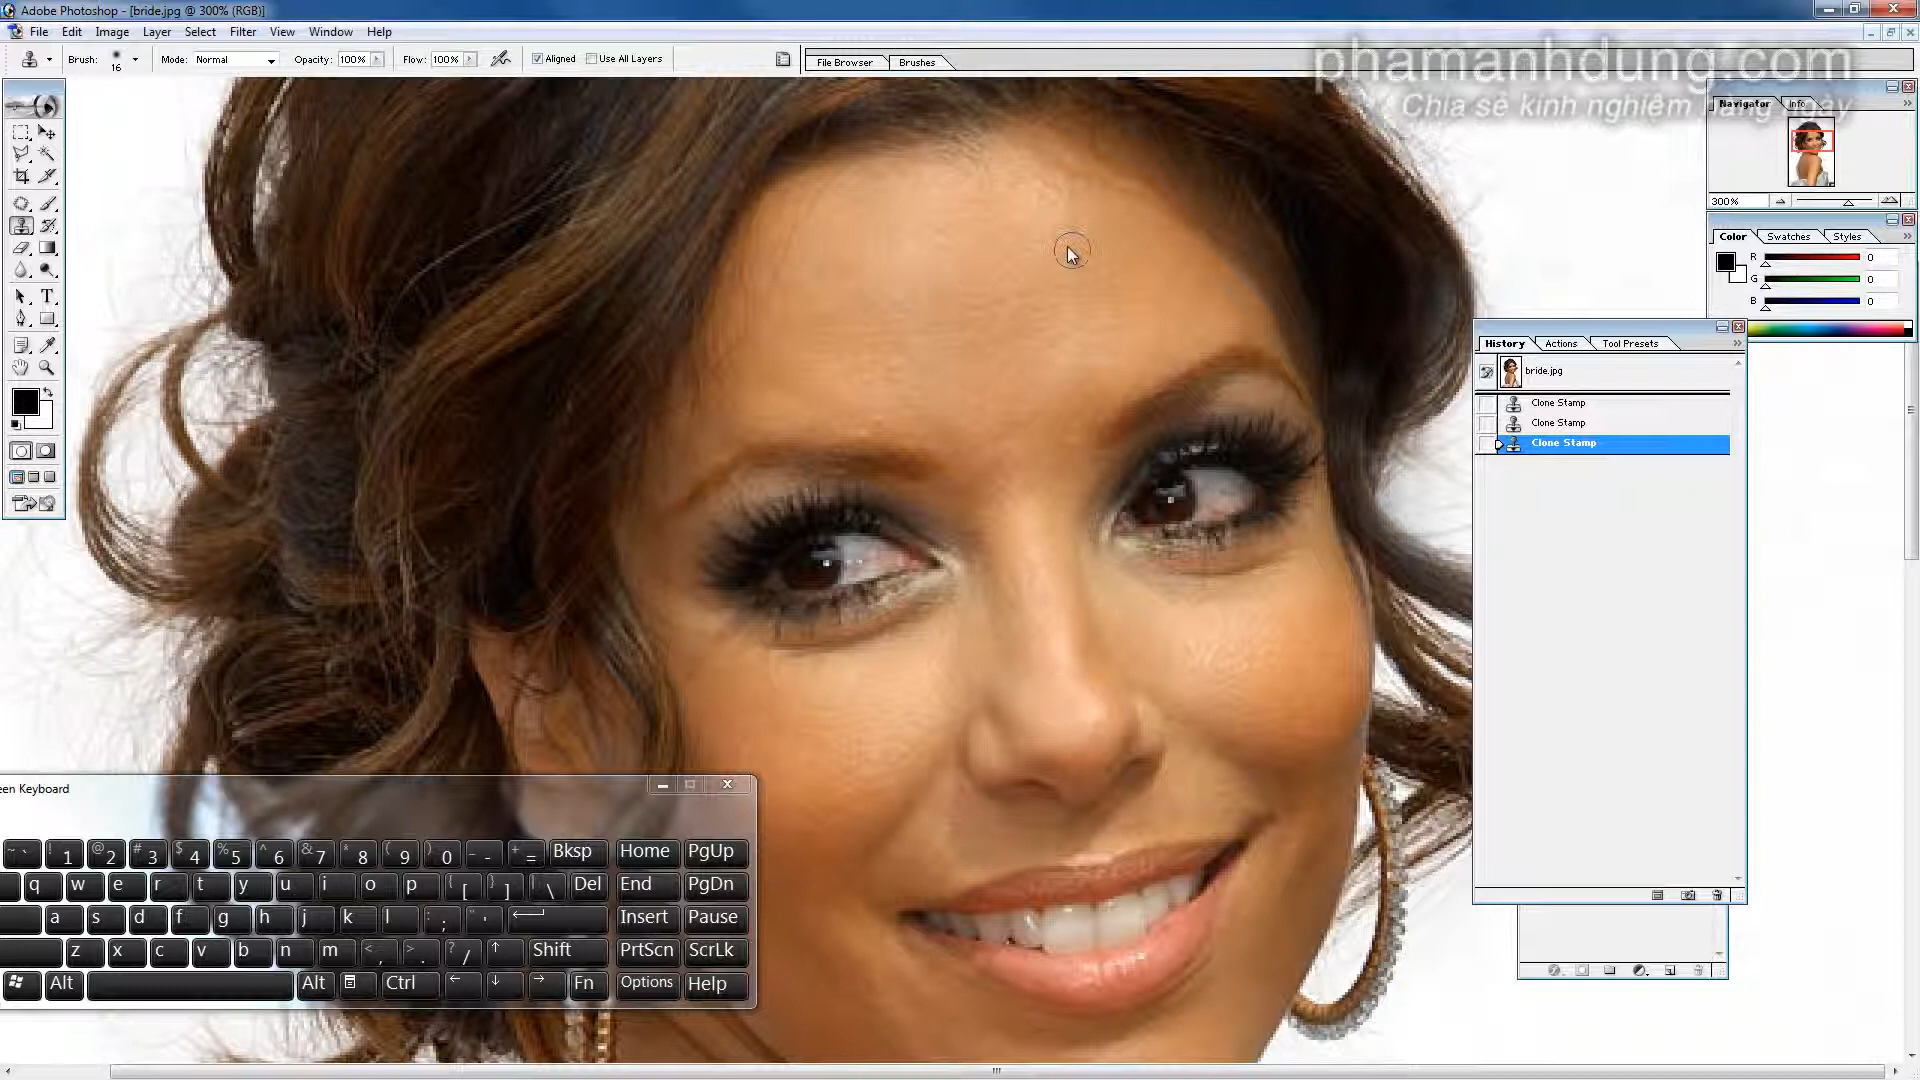 Adobe Photoshop - [bride.jpg @ 300% (RGB)]
File Edit Image Layer Select Filter View Window Help
Brush: 16 Mode: Normal Opacity: 100% Flow: 100% Aligned Use All Layers File Browser Brushes
phamanhdung.com
Chia sẻ kinh nghiệm hàng ngày
Navigator Info
300%
Color Swatches Styles
R 0
G 0
B 0
History Actions Tool Presets
bride.jpg
Clone Stamp
Clone Stamp
Clone Stamp
een Keyboard
~ ` ! 1 @ 2 # 3 $ 4 % 5 ^ 6 & 7 * 8 ( 9 ) 0 _ - + = Bksp Home PgUp
q w e r t y u i o p { [ } ] | \ Del End PgDn
a s d f g h j k l : ; " ' Insert Pause
z x c v b n m < , > . ? / ↑ Shift PrtScn ScrLk
Alt Alt Ctrl ← ↓ → Fn Options Help